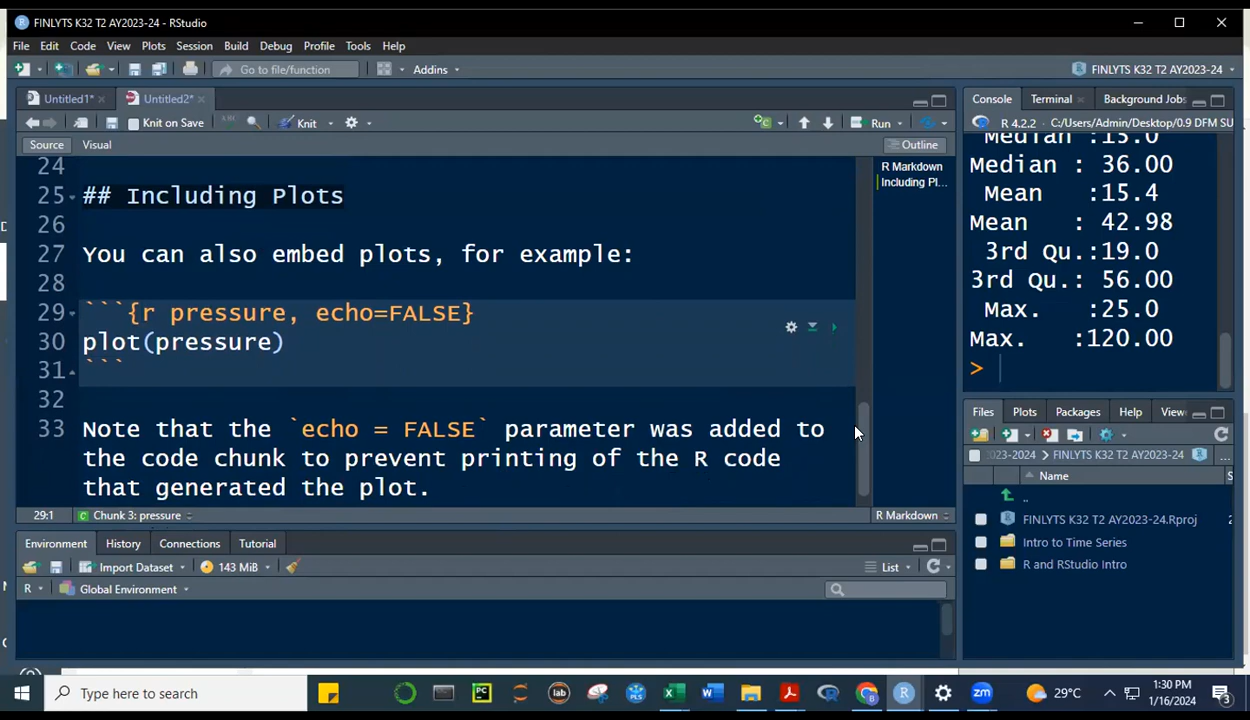 FINLYTS K32 T2 AY2023-24 - RStudio
File Edit Code View Plots Session Build Debug Profile Tools Help
Go to file/function Addins FINLYTS K32 T2 AY2023-24
Untitled1* Untitled2*
Knit on Save Knit Run
Source Visual Outline
24
25 ## Including Plots
26
27 You can also embed plots, for example:
28
29 ```{r pressure, echo=FALSE}
30 plot(pressure)
31 ```
32
33 Note that the `echo = FALSE` parameter was added to
the code chunk to prevent printing of the R code
that generated the plot.
29:1 Chunk 3: pressure R Markdown
R Markdown
Including Pl...
Console Terminal Background Jobs
R 4.2.2 . C:/Users/Admin/Desktop/0.9 DFM SU
Median :15.0
Median : 36.00
Mean :15.4
Mean : 42.98
3rd Qu.:19.0
3rd Qu.: 56.00
Max. :25.0
Max. :120.00
>
Files Plots Packages Help View
2023-2024 FINLYTS K32 T2 AY2023-24 ...
Name S
..
FINLYTS K32 T2 AY2023-24.Rproj 2
Intro to Time Series
R and RStudio Intro
Environment History Connections Tutorial
Import Dataset 143 MiB List
R Global Environment
Type here to search
PC
lab
PLS
29°C
1:30 PM
1/16/2024
3